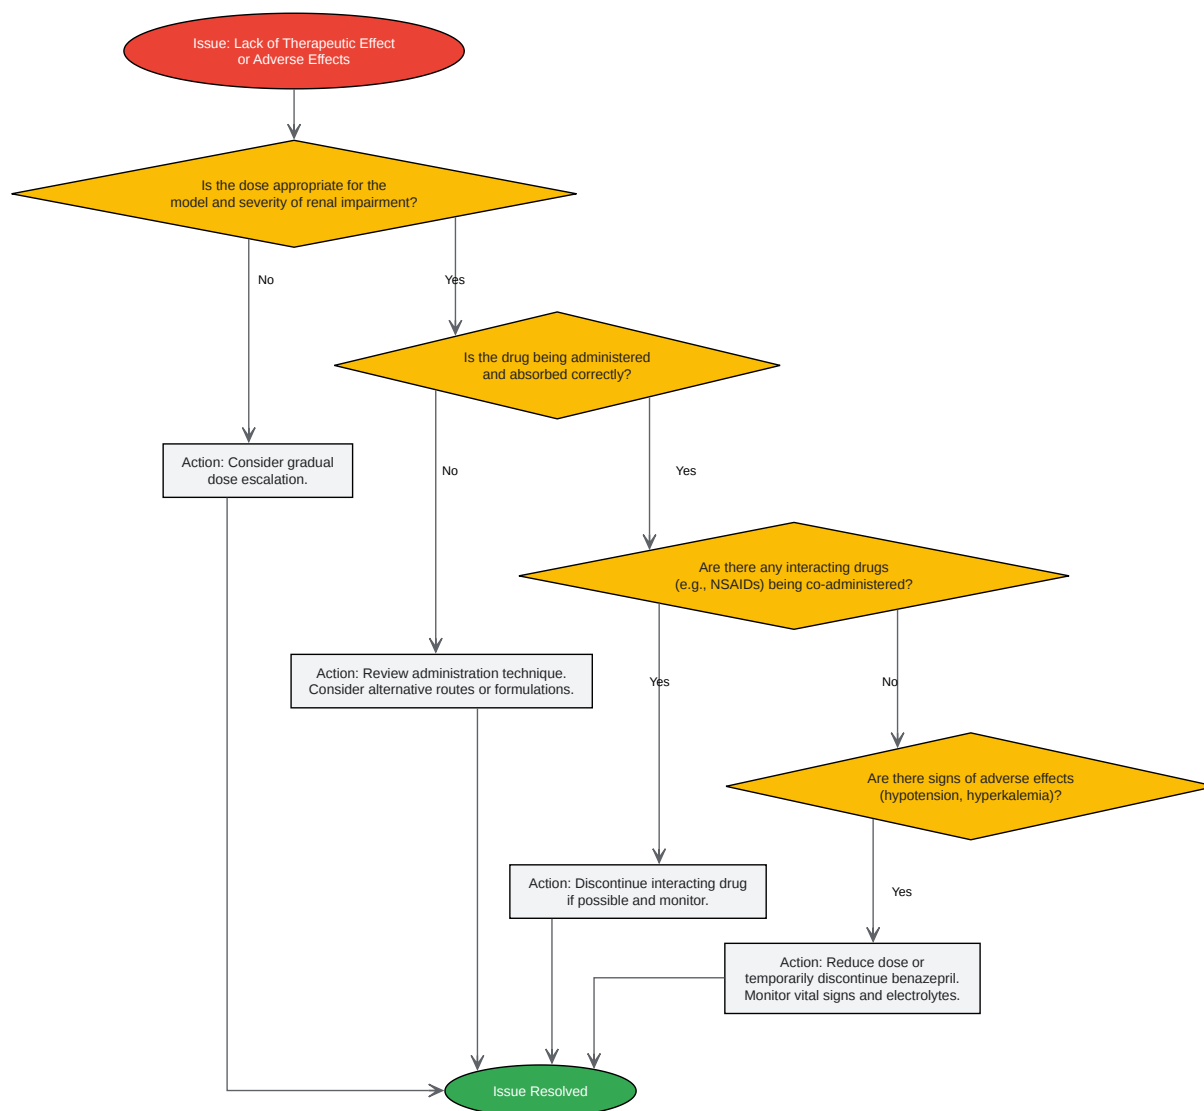 Issue: Lack of Therapeutic Effect
or Adverse Effects
Is the dose appropriate for the
model and severity of renal impairment?
No
Yes
Is the drug being administered
and absorbed correctly?
Action: Consider gradual
dose escalation.
No
Yes
Are there any interacting drugs
(e.g., NSAIDs) being co-administered?
Action: Review administration technique.
Consider alternative routes or formulations.
Yes
No
Are there signs of adverse effects
(hypotension, hyperkalemia)?
Action: Discontinue interacting drug
if possible and monitor.
Yes
Action: Reduce dose or
temporarily discontinue benazepril.
Monitor vital signs and electrolytes.
Issue Resolved